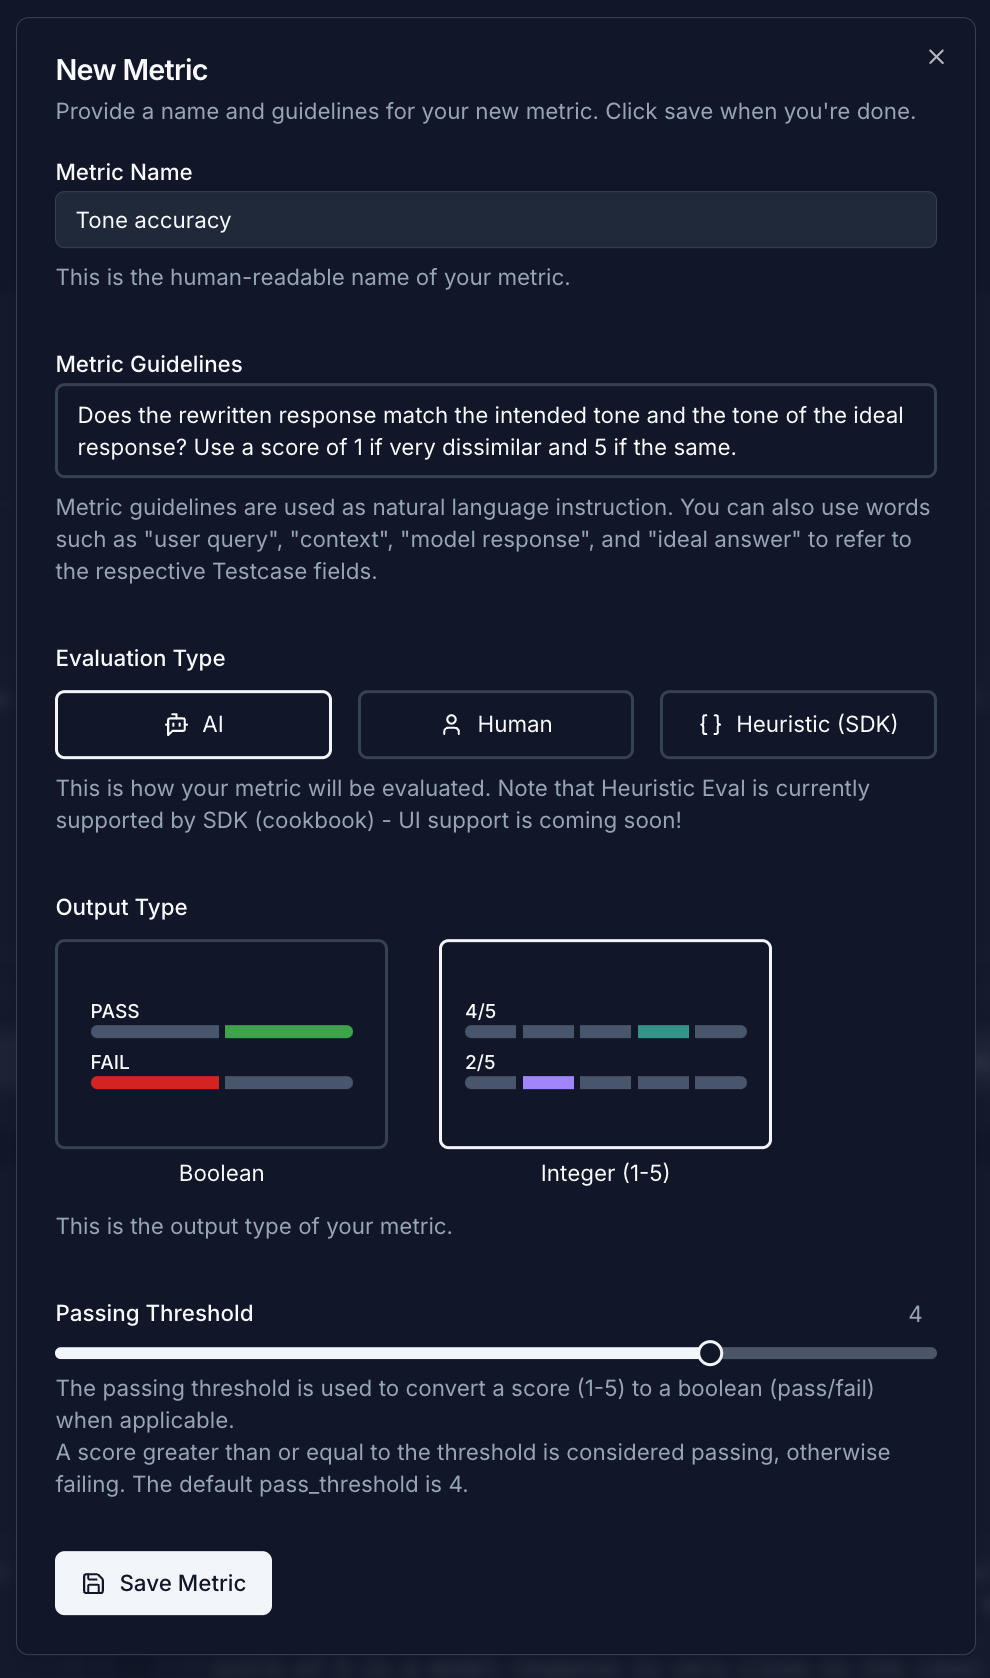 New Metric
Provide a name and guidelines for your new metric. Click save when you're done.
Metric Name
Tone accuracy
This is the human-readable name of your metric.
Metric Guidelines
Does the rewritten response match the intended tone and the tone of the ideal
response? Use a score of 1 if very dissimilar and 5 if the same.
Metric guidelines are used as natural language instruction. You can also use words
such as "user query", "context", "model response", and "ideal answer" to refer to
the respective Testcase fields.
Evaluation Type
AI
Human
Heuristic (SDK)
This is how your metric will be evaluated. Note that Heuristic Eval is currently
supported by SDK (cookbook) - UI support is coming soon!
Output Type
PASS
FAIL
4/5
2/5
Boolean
Integer (1-5)
This is the output type of your metric.
Passing Threshold
4
The passing threshold is used to convert a score (1-5) to a boolean (pass/fail)
when applicable.
A score greater than or equal to the threshold is considered passing, otherwise
failing. The default pass_threshold is 4.
Save Metric